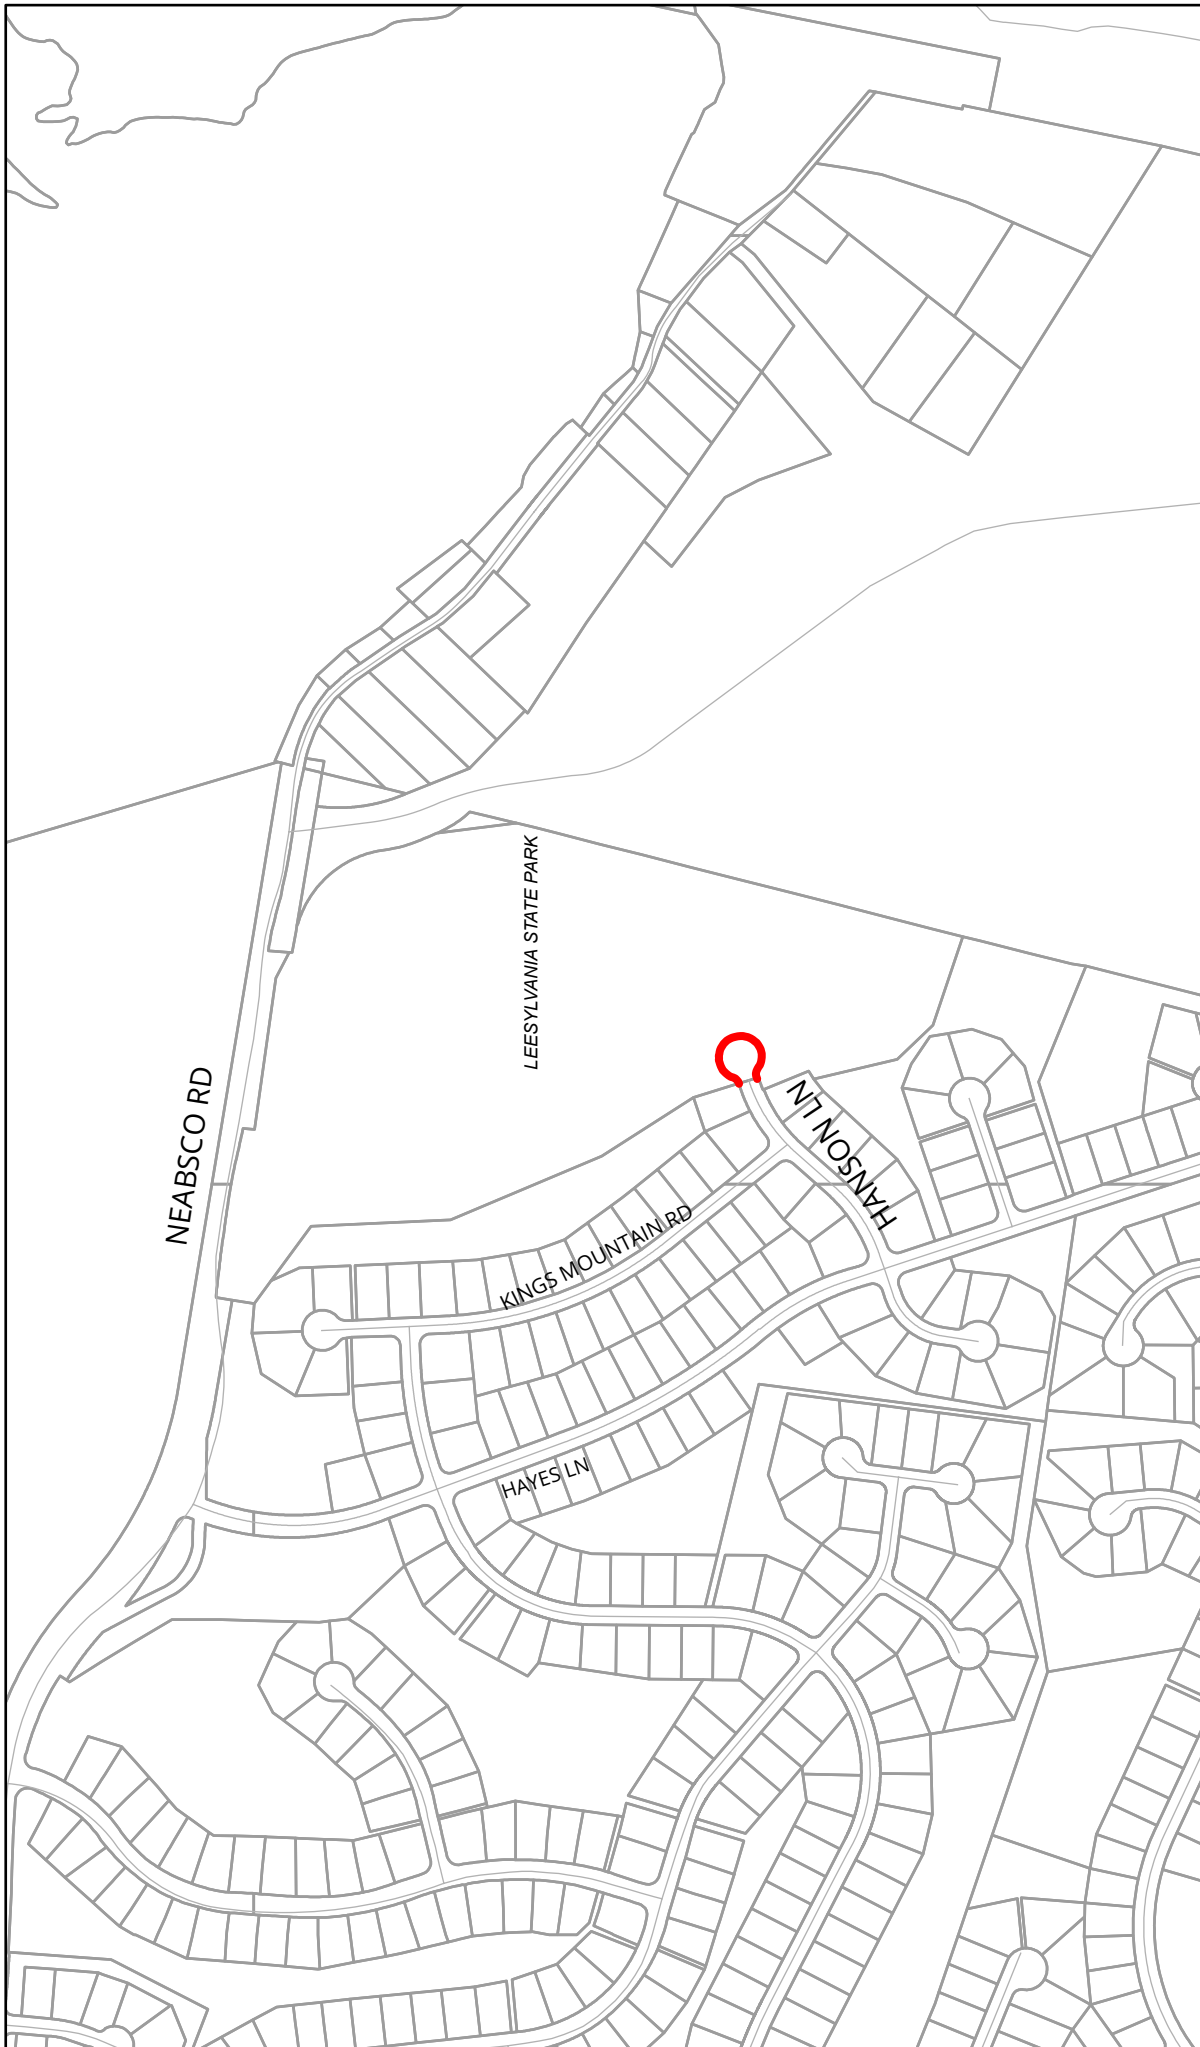 LEESYLVANIA STATE PARK
NEABSCO RD
HANSON LN
KINGS MOUNTAIN RD
HAYES LN